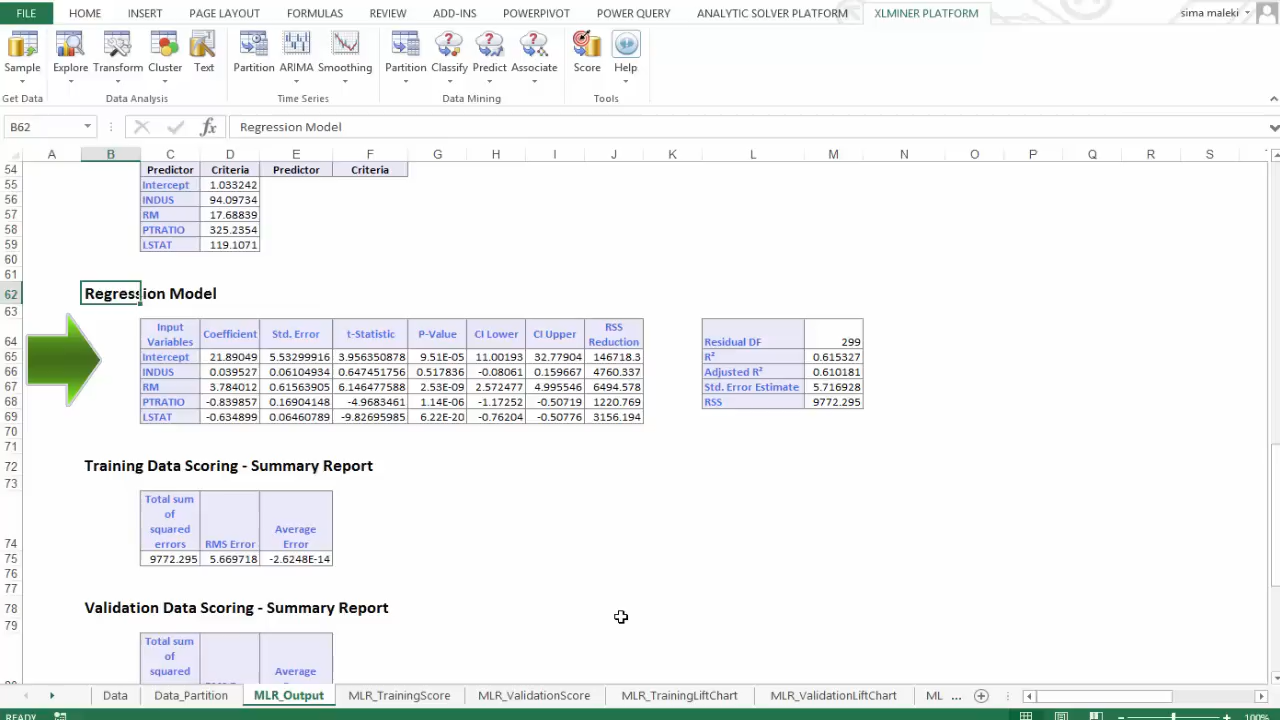 FILE HOME INSERT PAGE LAYOUT FORMULAS REVIEW ADD-INS POWERPIVOT POWER QUERY ANALYTIC SOLVER PLATFORM XLMINER PLATFORM sima maleki
Sample Explore Transform Cluster Text Partition ARIMA Smoothing Partition Classify Predict Associate Score Help
Get Data Data Analysis Time Series Data Mining Tools
B62 fx Regression Model
A B C D E F G H I J K L M N O P Q R S
54 Predictor Criteria Predictor Criteria
55 Intercept 1.033242
56 INDUS 94.09734
57 RM 17.68839
58 PTRATIO 325.2354
59 LSTAT 119.1071
60
61
62 Regression Model
63
64 Input Variables Coefficient Std. Error t-Statistic P-Value CI Lower CI Upper RSS Reduction Residual DF 299
65 Intercept 21.89049 5.53299916 3.956350878 9.51E-05 11.00193 32.77904 146718.3 R² 0.615327
66 INDUS 0.039527 0.06104934 0.647451756 0.517836 -0.08061 0.159667 4760.337 Adjusted R² 0.610181
67 RM 3.784012 0.61563905 6.146477588 2.53E-09 2.572477 4.995546 6494.578 Std. Error Estimate 5.716928
68 PTRATIO -0.839857 0.16904148 -4.9683461 1.14E-06 -1.17252 -0.50719 1220.769 RSS 9772.295
69 LSTAT -0.634899 0.06460789 -9.82695985 6.22E-20 -0.76204 -0.50776 3156.194
70
71
72 Training Data Scoring - Summary Report
73
74 Total sum of squared errors RMS Error Average Error
75 9772.295 5.669718 -2.6248E-14
76
77
78 Validation Data Scoring - Summary Report
79
Total sum of squared Average
Data Data_Partition MLR_Output MLR_TrainingScore MLR_ValidationScore MLR_TrainingLiftChart MLR_ValidationLiftChart ML ...
READY 100%